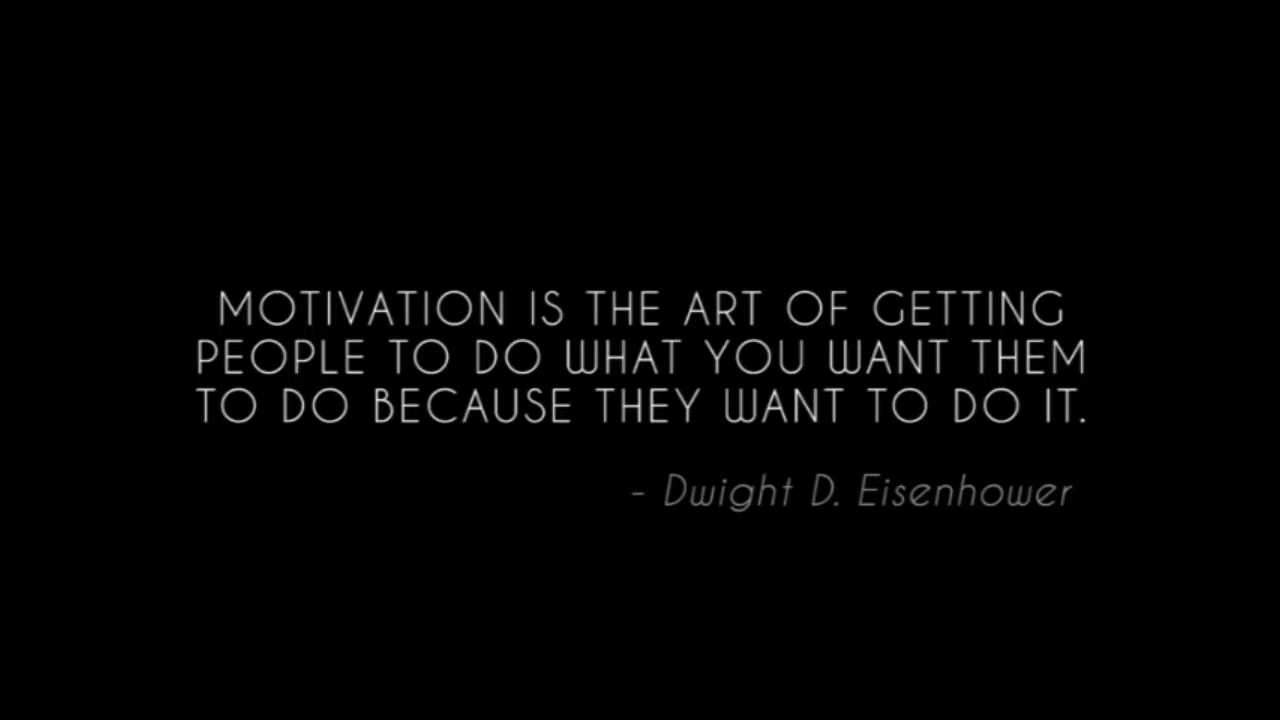 MOTIVATION IS THE ART OF GETTING
PEOPLE TO DO WHAT YOU WANT THEM
TO DO BECAUSE THEY WANT TO DO IT.
- Dwight D. Eisenhower